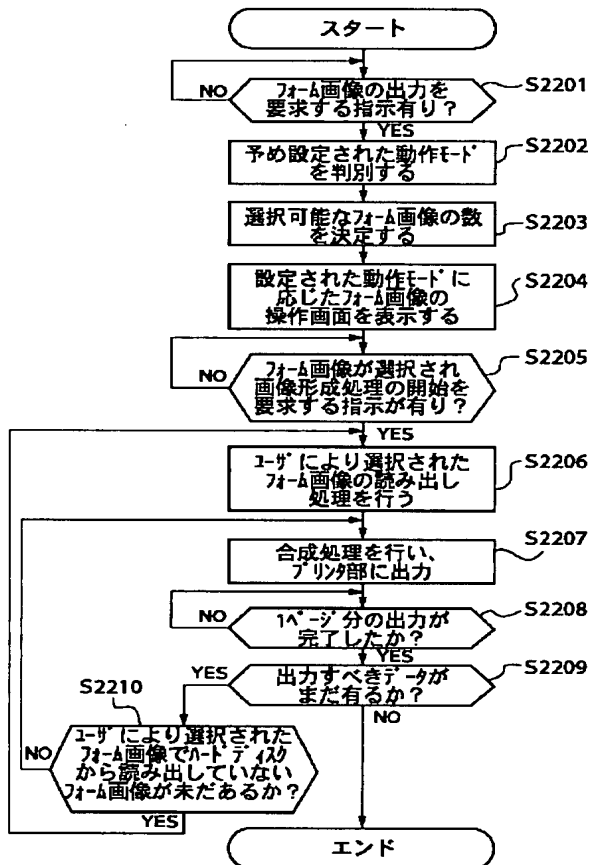 スタート
フォーム画像の出力を
要求する指示有り？
NO
S2201
YES
予め設定された動作モード
を判別する
S2202
選択可能なフォーム画像の数
を決定する
S2203
設定された動作モードに
応じたフォーム画像の
操作画面を表示する
S2204
フォーム画像が選択され
画像形成処理の開始を
要求する指示が有り？
NO
S2205
YES
ユーザにより選択された
フォーム画像の読み出し
処理を行う
S2206
合成処理を行い、
プリンタ部に出力
S2207
1ページ分の出力が
完了したか？
NO
S2208
YES
出力すべきデータが
まだ有るか？
YES
S2209
NO
S2210
ユーザにより選択された
フォーム画像でハードディスク
から読み出していない
フォーム画像が未だあるか？
NO
YES
エンド